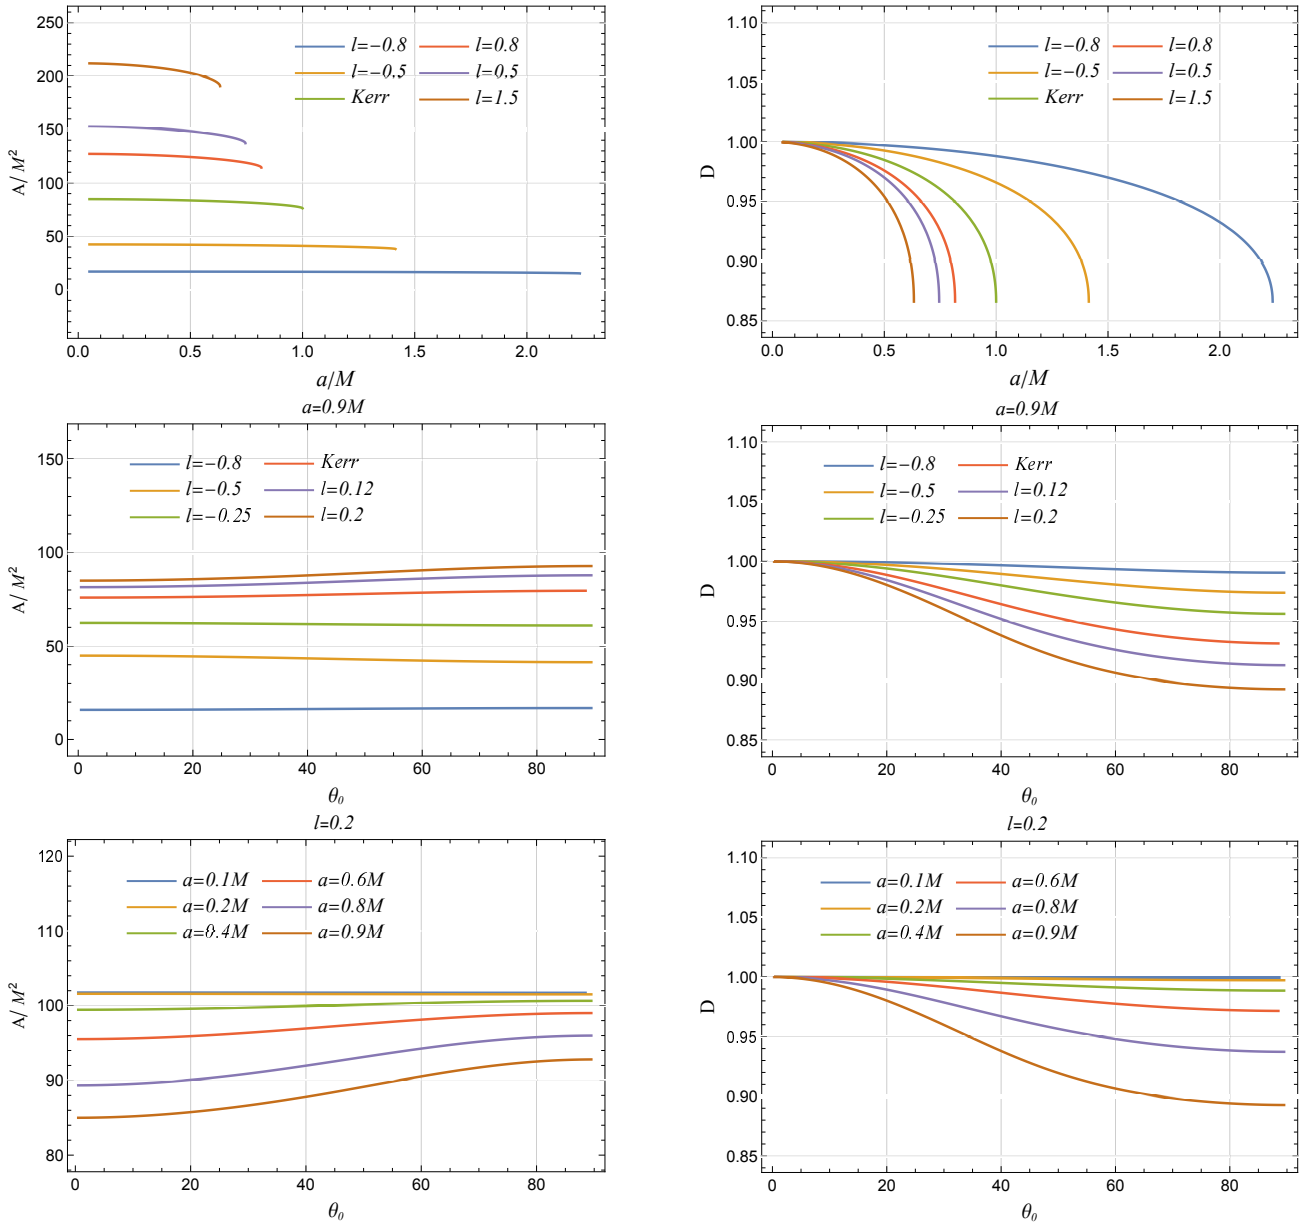 250
200
150
100
50
0
A/ M²
l=−0.8
l=0.8
l=−0.5
l=0.5
Kerr
l=1.5
0.0
0.5
1.0
1.5
2.0
a/M
1.10
1.05
1.00
0.95
0.90
0.85
D
l=−0.8
l=0.8
l=−0.5
l=0.5
Kerr
l=1.5
0.0
0.5
1.0
1.5
2.0
a/M
a=0.9M
150
100
50
0
A/ M²
l=−0.8
Kerr
l=−0.5
l=0.12
l=−0.25
l=0.2
0
20
40
60
80
θ₀
a=0.9M
1.10
1.05
1.00
0.95
0.90
0.85
D
l=−0.8
Kerr
l=−0.5
l=0.12
l=−0.25
l=0.2
0
20
40
60
80
θ₀
l=0.2
120
110
100
90
80
A/ M²
a=0.1M
a=0.6M
a=0.2M
a=0.8M
a=0.4M
a=0.9M
0
20
40
60
80
θ₀
l=0.2
1.10
1.05
1.00
0.95
0.90
0.85
D
a=0.1M
a=0.6M
a=0.2M
a=0.8M
a=0.4M
a=0.9M
0
20
40
60
80
θ₀